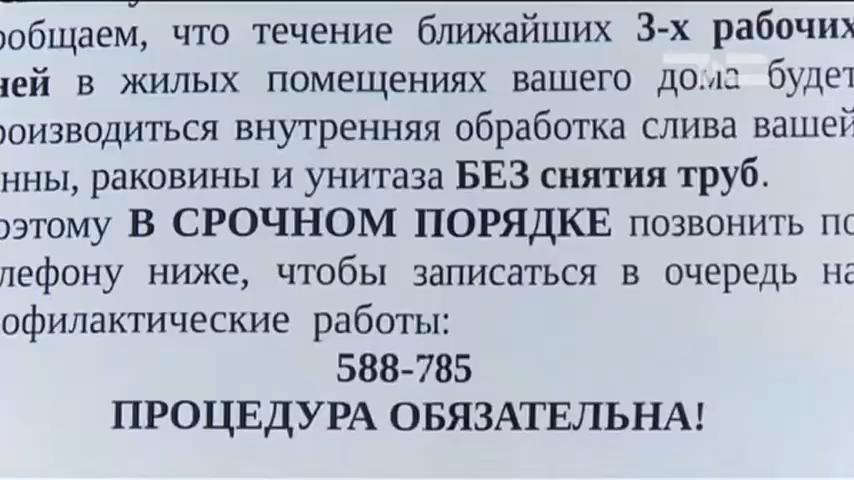 ообщаем, что течение ближайших 3-х рабочих
ней в жилых помещениях вашего дома будет
роизводиться внутренняя обработка слива вашей
нны, раковины и унитаза БЕЗ снятия труб.
оэтому В СРОЧНОМ ПОРЯДКЕ позвонить по
лефону ниже, чтобы записаться в очередь на
офилактические работы:
588-785
ПРОЦЕДУРА ОБЯЗАТЕЛЬНА!